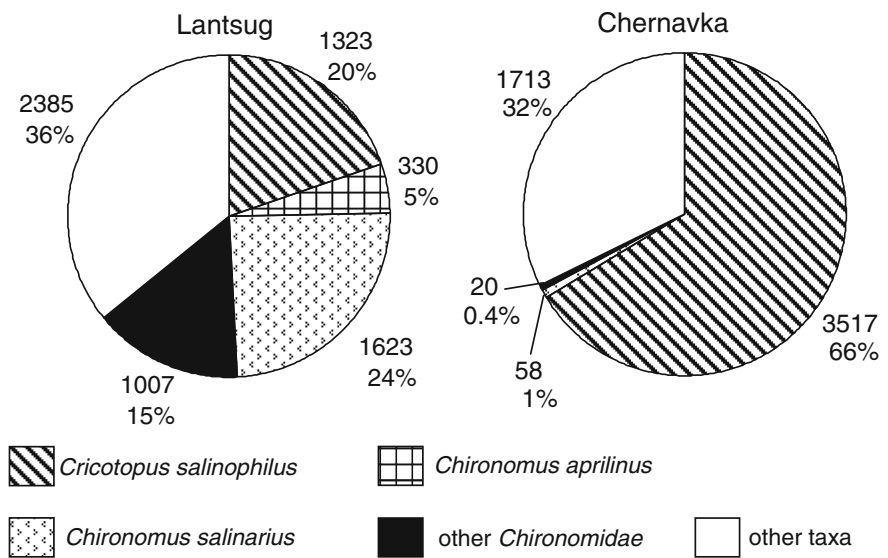 Lantsug
1323
20%
330
5%
1623
24%
1007
15%
2385
36%
Chernavka
1713
32%
20
0.4%
58
1%
3517
66%
Cricotopus salinophilus
Chironomus aprilinus
Chironomus salinarius
other Chironomidae
other taxa